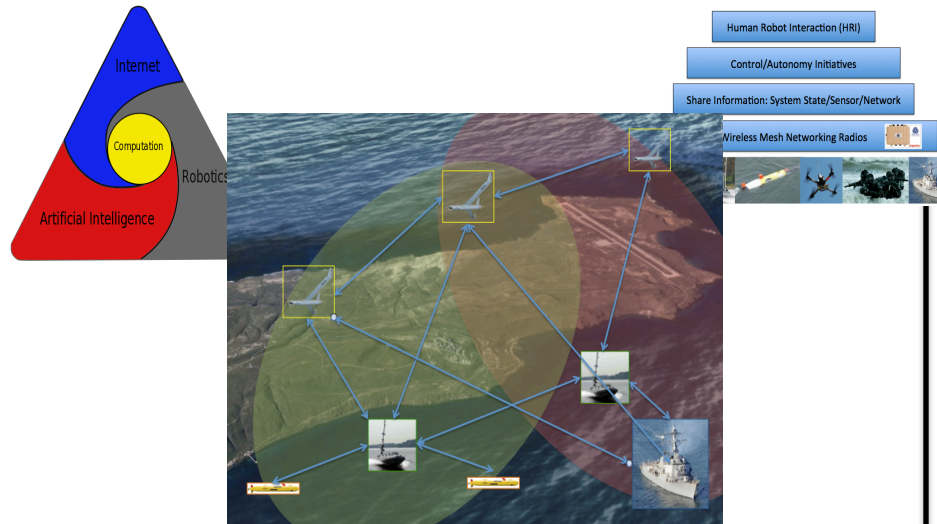 Internet
Computation
Robotics
Artificial Intelligence
Human Robot Interaction (HRI)
Control/Autonomy Initiatives
Share Information: System State/Sensor/Network
Wireless Mesh Networking Radios